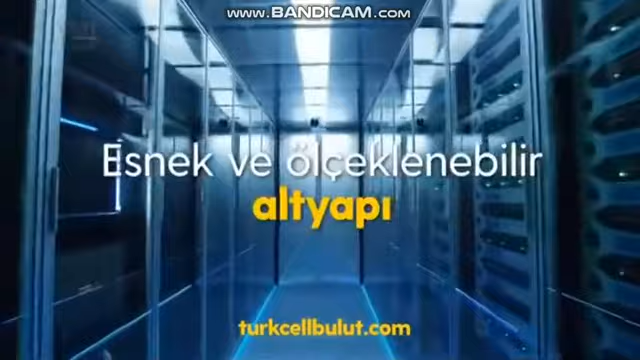 www.BANDICAM.com
Esnek ve ölçeklenebilir
altyapı
turkcellbulut.com